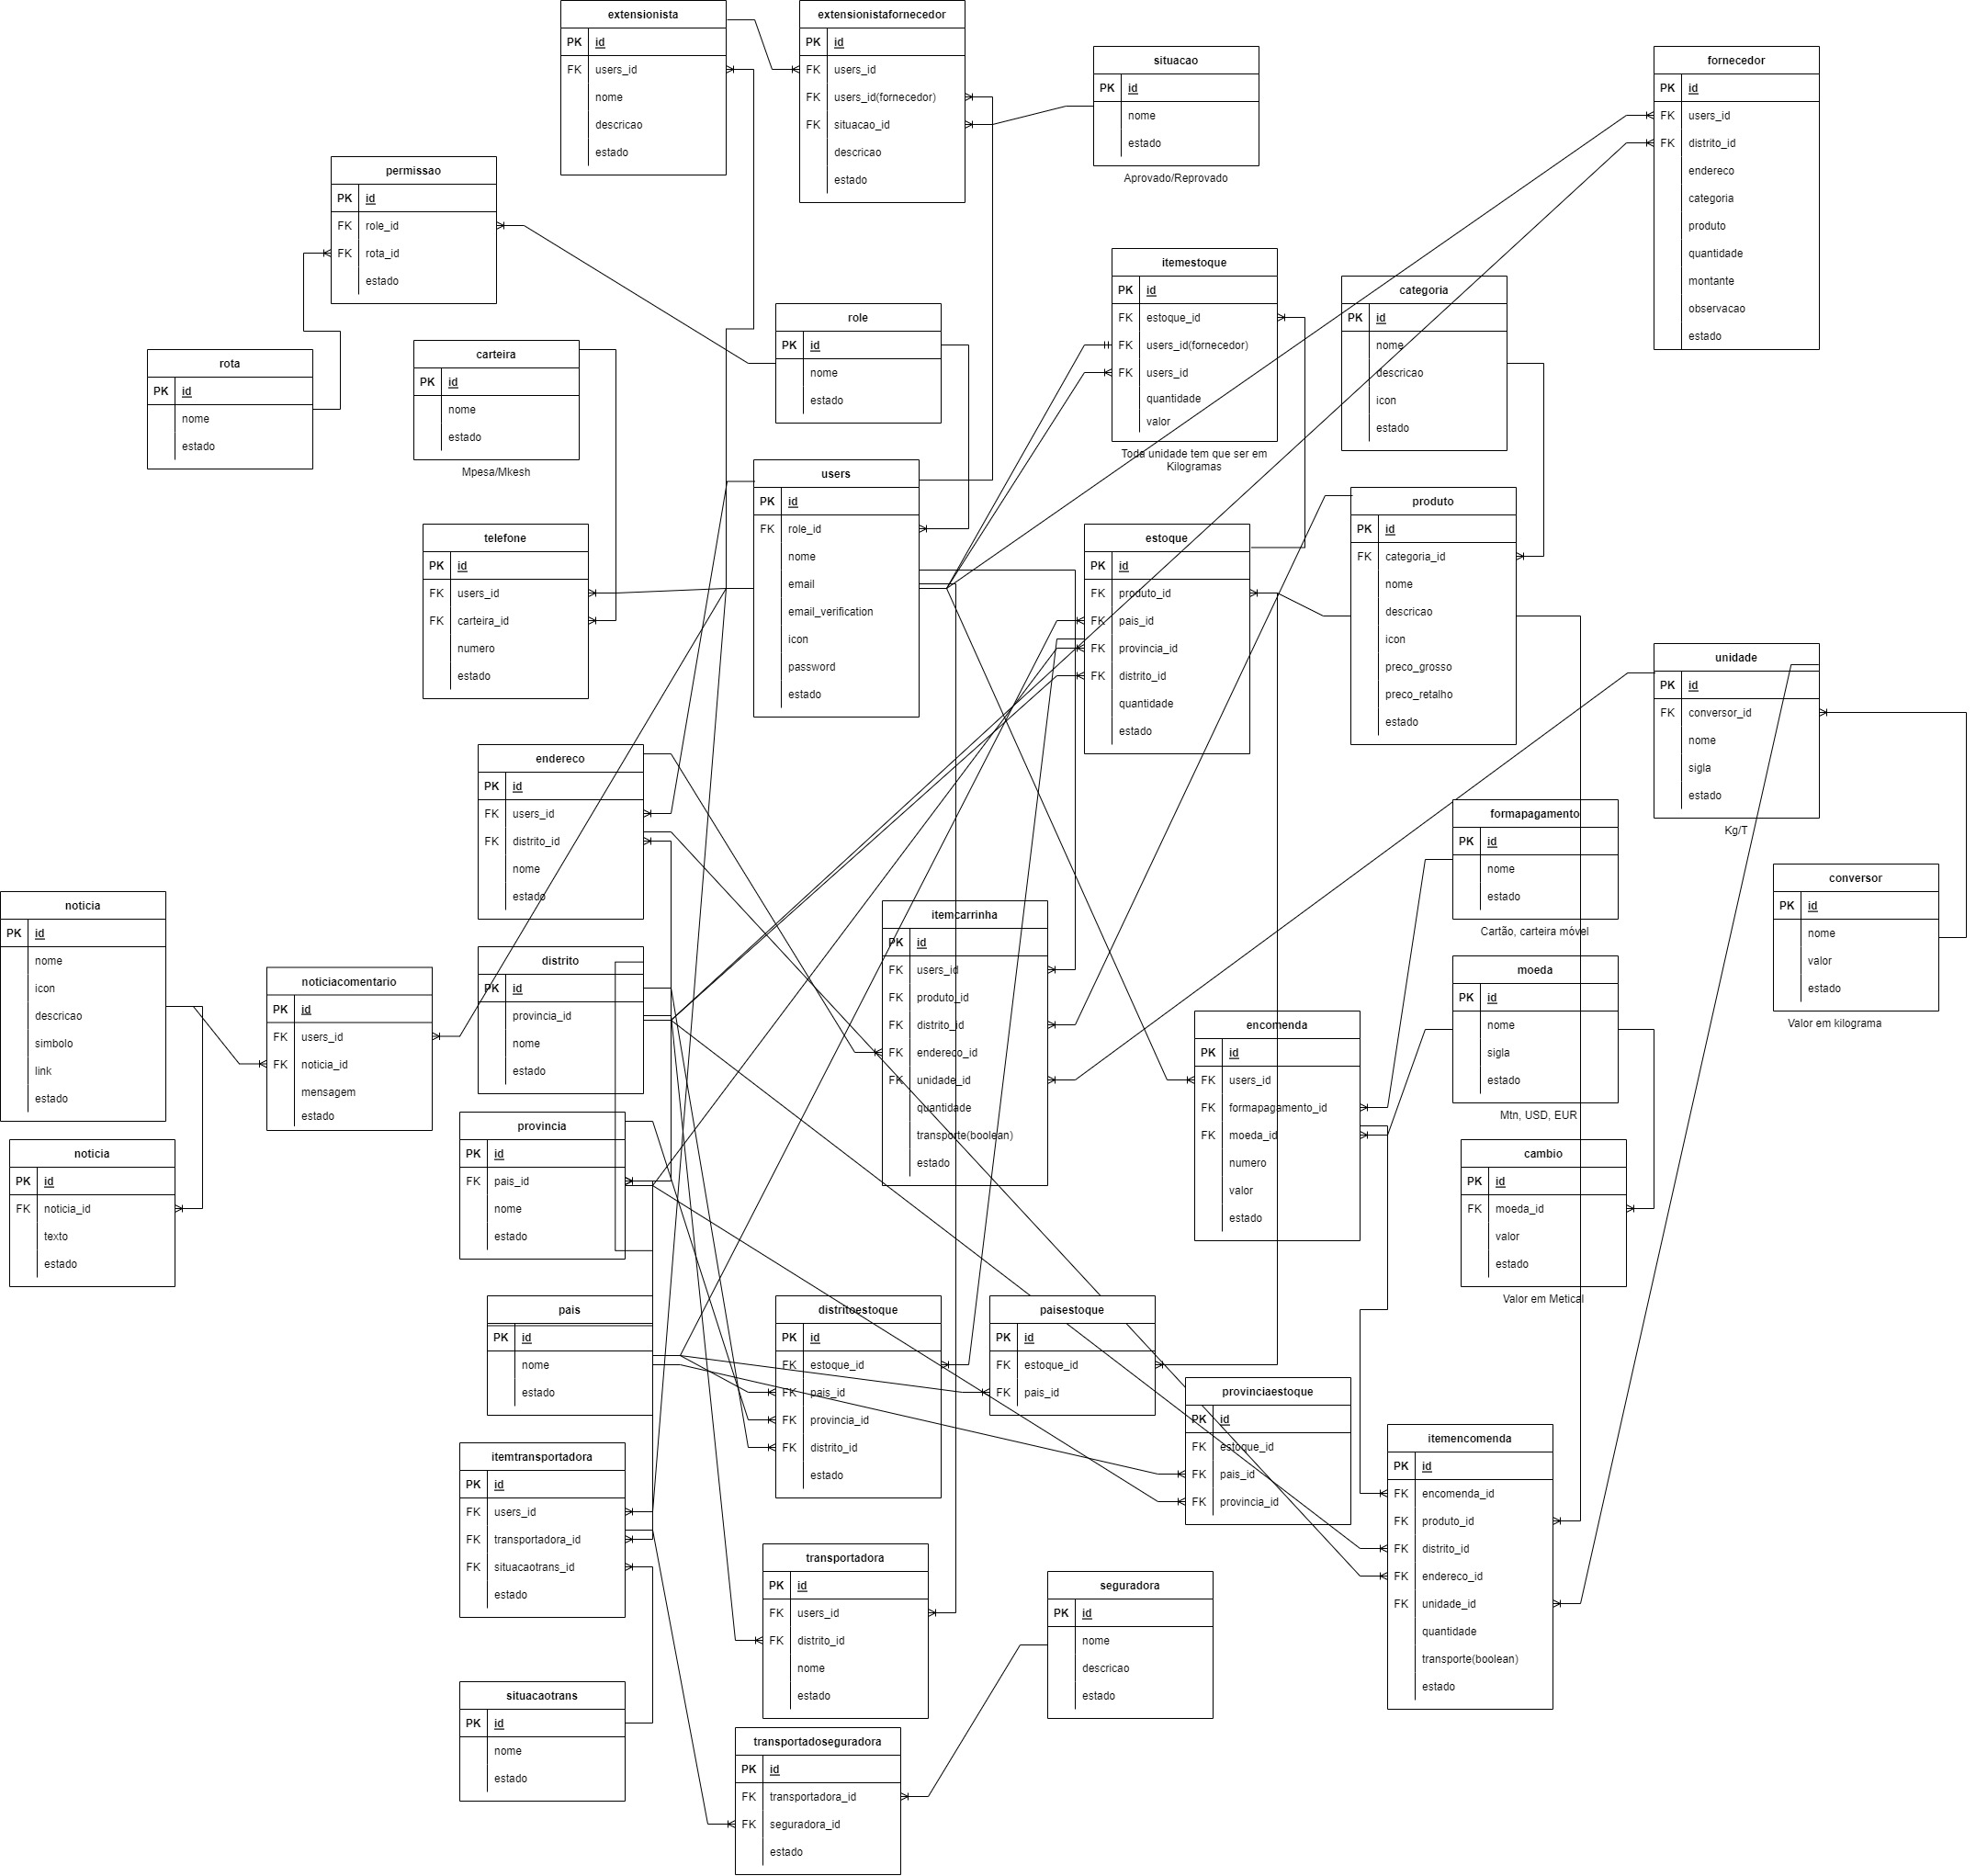 extensionista
PK id
FK users_id
nome
descricao
estado
extensionistafornecedor
PK id
FK users_id
FK users_id(fornecedor)
FK situacao_id
descricao
estado
situacao
PK id
nome
estado
Aprovado/Reprovado
fornecedor
PK id
FK users_id
FK distrito_id
endereco
categoria
produto
quantidade
montante
observacao
estado
permissao
PK id
FK role_id
FK rota_id
estado
itemestoque
PK id
FK estoque_id
FK users_id(fornecedor)
FK users_id
quantidade
valor
Toda unidade tem que ser em
Kilogramas
categoria
PK id
nome
descricao
icon
estado
role
PK id
nome
estado
rota
PK id
nome
estado
carteira
PK id
nome
estado
Mpesa/Mkesh
users
PK id
FK role_id
nome
email
email_verification
icon
password
estado
produto
PK id
FK categoria_id
nome
descricao
icon
preco_grosso
preco_retalho
estado
telefone
PK id
FK users_id
FK carteira_id
numero
estado
estoque
PK id
FK produto_id
FK pais_id
FK provincia_id
FK distrito_id
quantidade
estado
unidade
PK id
FK conversor_id
nome
sigla
estado
Kg/T
endereco
PK id
FK users_id
FK distrito_id
nome
estado
formapagamento
PK id
nome
estado
Cartão, carteira móvel
conversor
PK id
nome
valor
estado
Valor em kilograma
noticia
PK id
nome
icon
descricao
simbolo
link
estado
itemcarrinha
PK id
FK users_id
FK produto_id
FK distrito_id
FK endereco_id
FK unidade_id
quantidade
transporte(boolean)
estado
distrito
PK id
provincia_id
nome
estado
moeda
PK id
nome
sigla
estado
Mtn, USD, EUR
noticiacomentario
PK id
FK users_id
FK noticia_id
mensagem
estado
encomenda
PK id
FK users_id
FK formapagamento_id
FK moeda_id
numero
valor
estado
provincia
PK id
FK pais_id
nome
estado
noticia
PK id
FK noticia_id
texto
estado
cambio
PK id
FK moeda_id
valor
estado
Valor em Metical
pais
PK id
nome
estado
distritoestoque
PK id
FK estoque_id
FK pais_id
FK provincia_id
FK distrito_id
estado
paisestoque
PK id
FK estoque_id
FK pais_id
provinciaestoque
PK id
FK estoque_id
FK pais_id
FK provincia_id
itemencomenda
PK id
FK encomenda_id
FK produto_id
FK distrito_id
FK endereco_id
FK unidade_id
quantidade
transporte(boolean)
estado
itemtransportadora
PK id
FK users_id
FK transportadora_id
FK situacaotrans_id
estado
transportadora
PK id
FK users_id
FK distrito_id
nome
estado
seguradora
PK id
nome
descricao
estado
situacaotrans
PK id
nome
estado
transportadoseguradora
PK id
FK transportadora_id
FK seguradora_id
estado